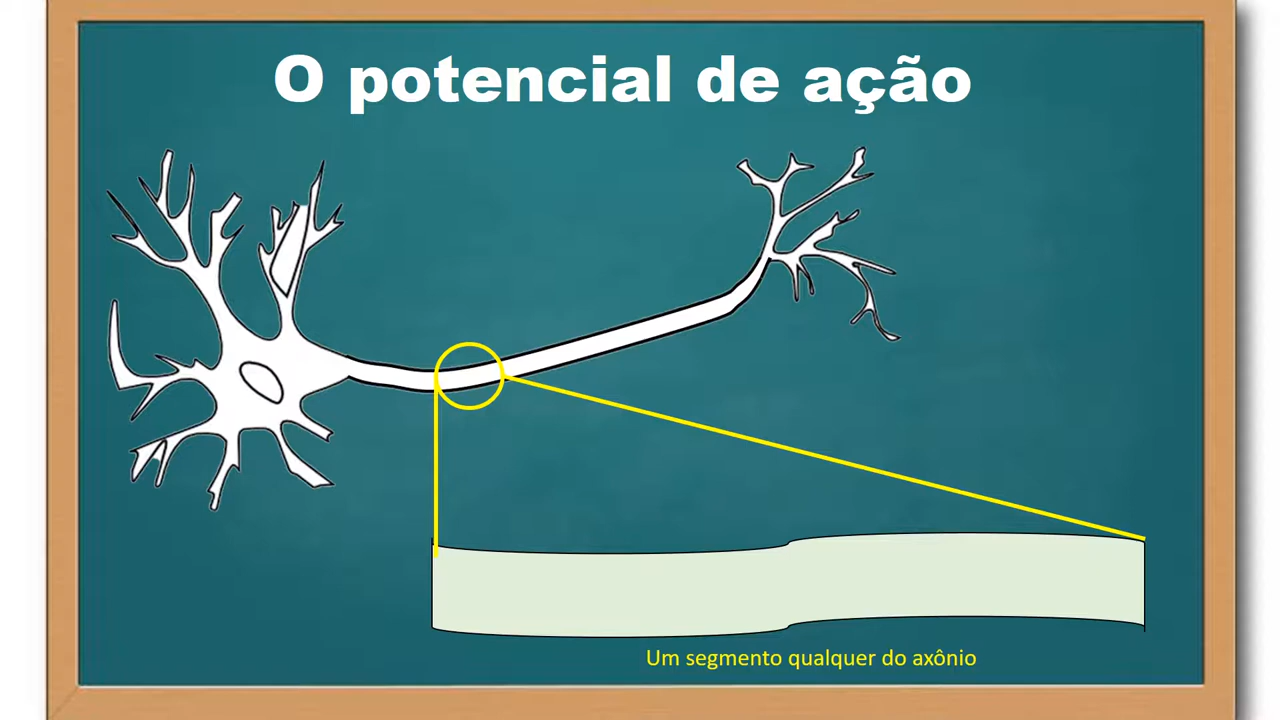 O potencial de ação
Um segmento qualquer do axônio